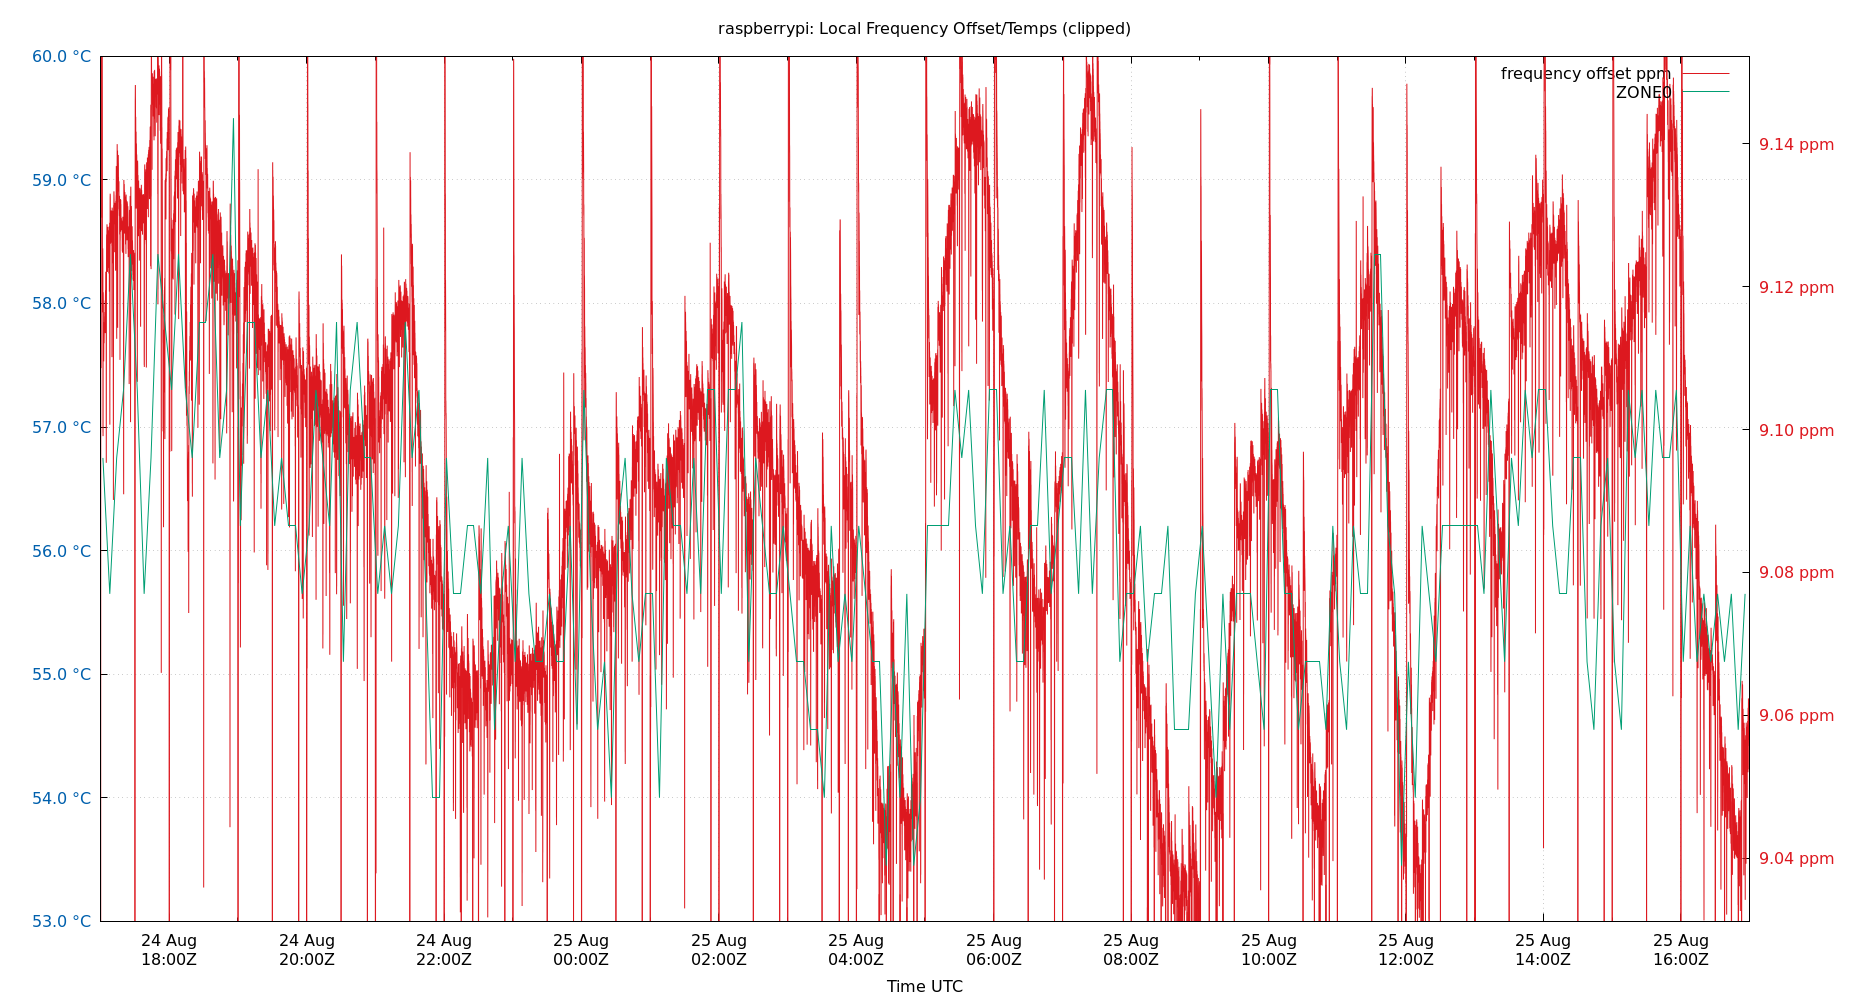 raspberrypi: Local Frequency Offset/Temps (clipped)
60.0 °C
59.0 °C
58.0 °C
57.0 °C
56.0 °C
55.0 °C
54.0 °C
53.0 °C
frequency offset ppm
ZONE0
9.14 ppm
9.12 ppm
9.10 ppm
9.08 ppm
9.06 ppm
9.04 ppm
24 Aug 24 Aug 24 Aug 25 Aug 25 Aug 25 Aug 25 Aug 25 Aug 25 Aug 25 Aug 25 Aug 25 Aug
18:00Z 20:00Z 22:00Z 00:00Z 02:00Z 04:00Z 06:00Z 08:00Z 10:00Z 12:00Z 14:00Z 16:00Z
Time UTC